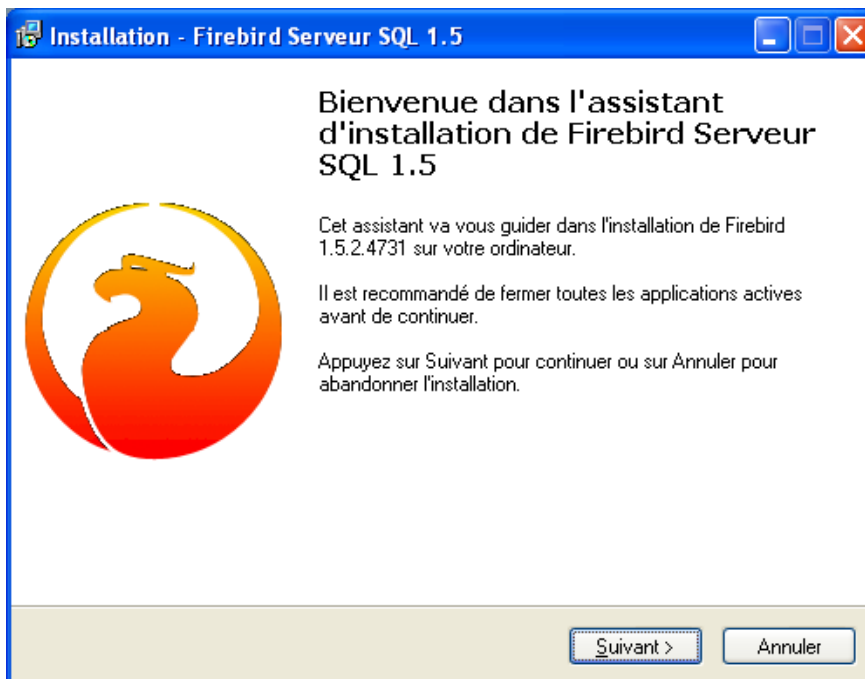 Installation - Firebird Serveur SQL 1.5
Bienvenue dans l'assistant
d'installation de Firebird Serveur
SQL 1.5
Cet assistant va vous guider dans l'installation de Firebird
1.5.2.4731 sur votre ordinateur.
Il est recommandé de fermer toutes les applications actives
avant de continuer.
Appuyez sur Suivant pour continuer ou sur Annuler pour
abandonner l'installation.
Suivant > Annuler